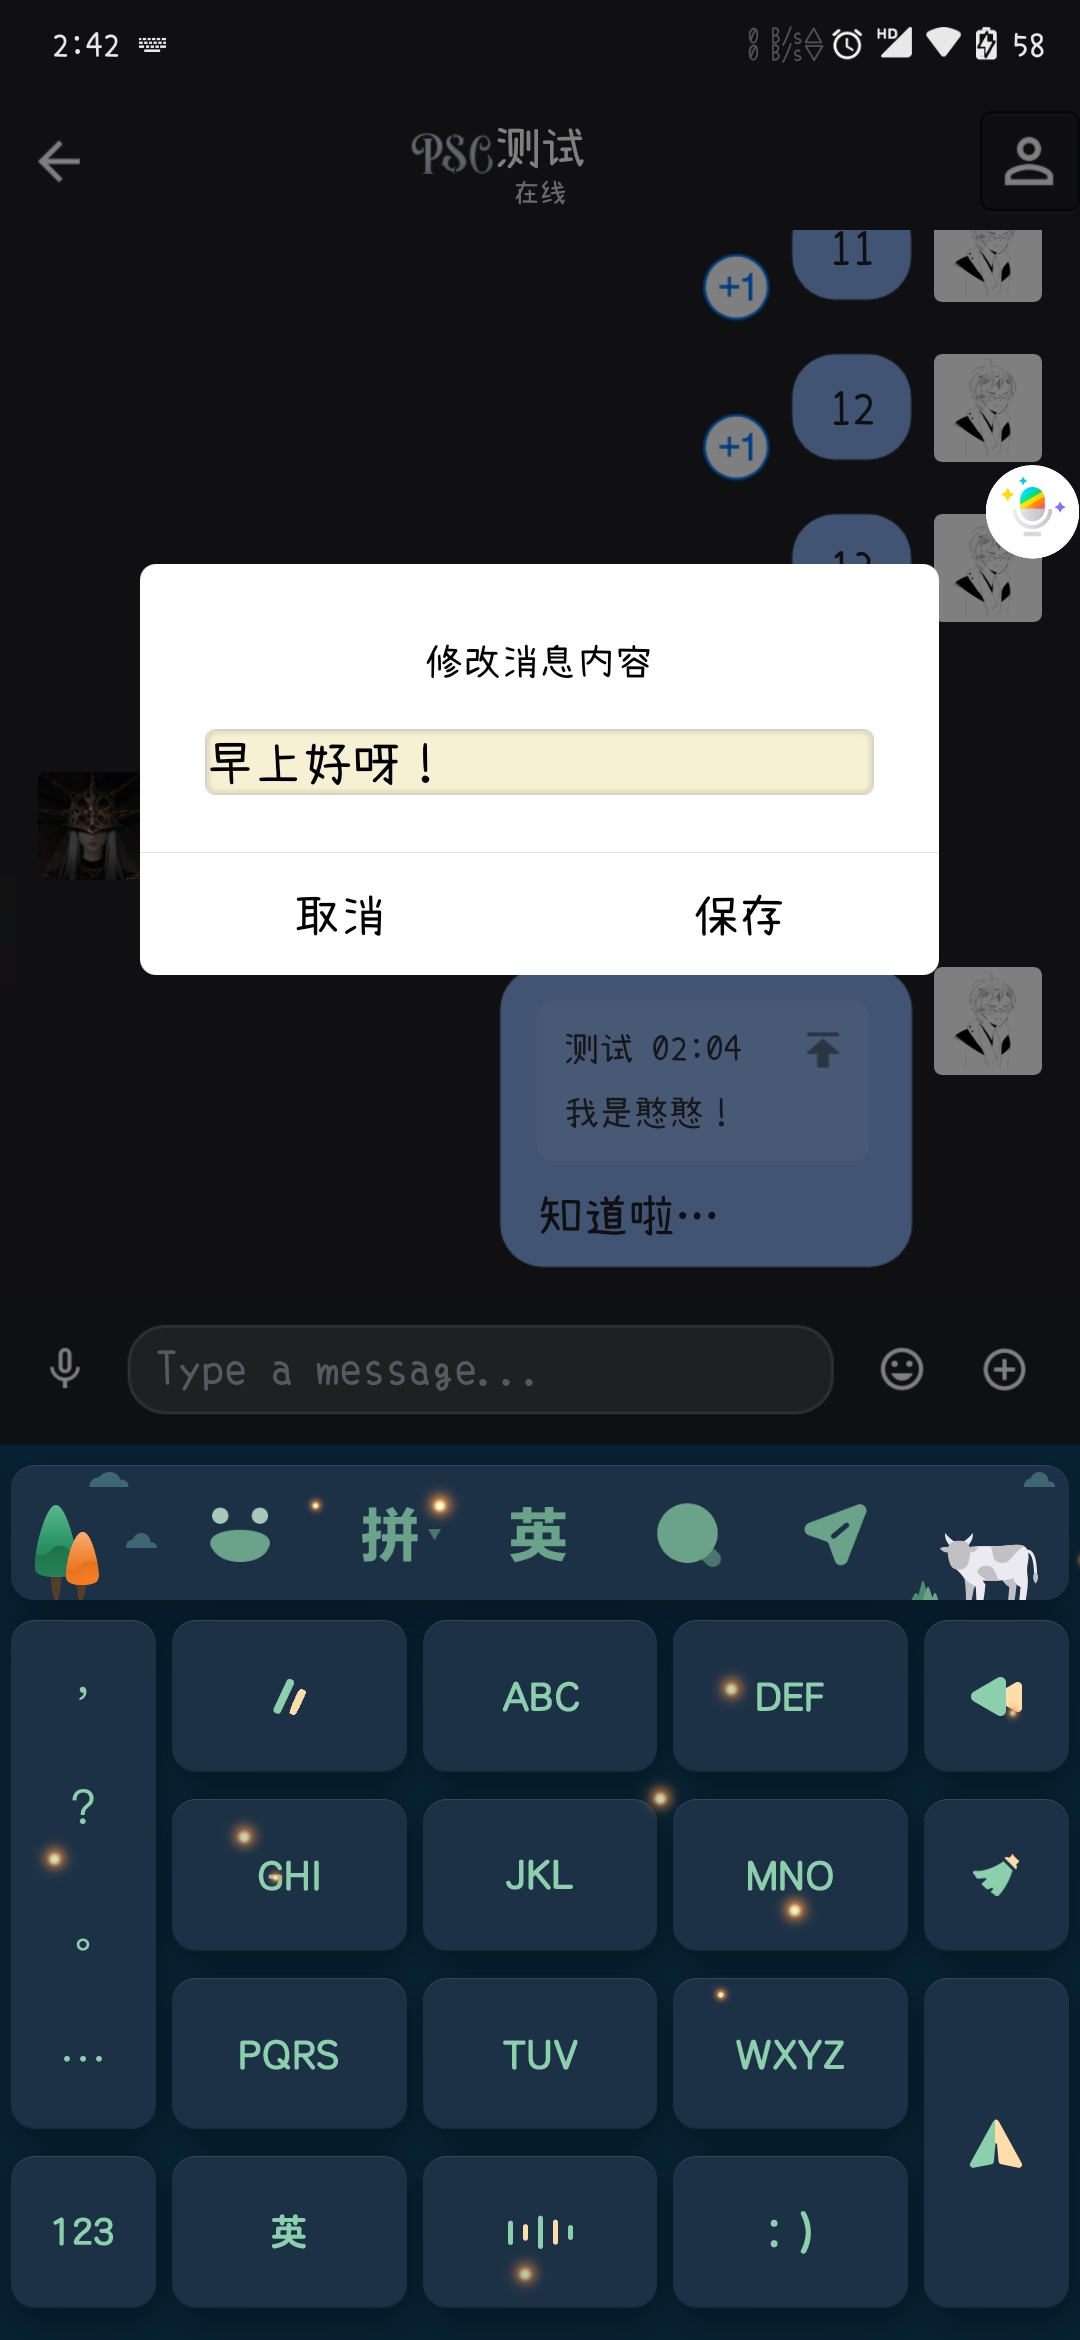 2:42
0 B/s
0 B/s
HD
58
PSC测试
在线
11
+1
12
+1
修改消息内容
早上好呀！
取消
保存
测试 02:04
我是憨憨！
知道啦…
Type a message...
拼
英
，
ABC
DEF
？
GHI
JKL
MNO
。
PQRS
TUV
WXYZ
...
123
英
:)